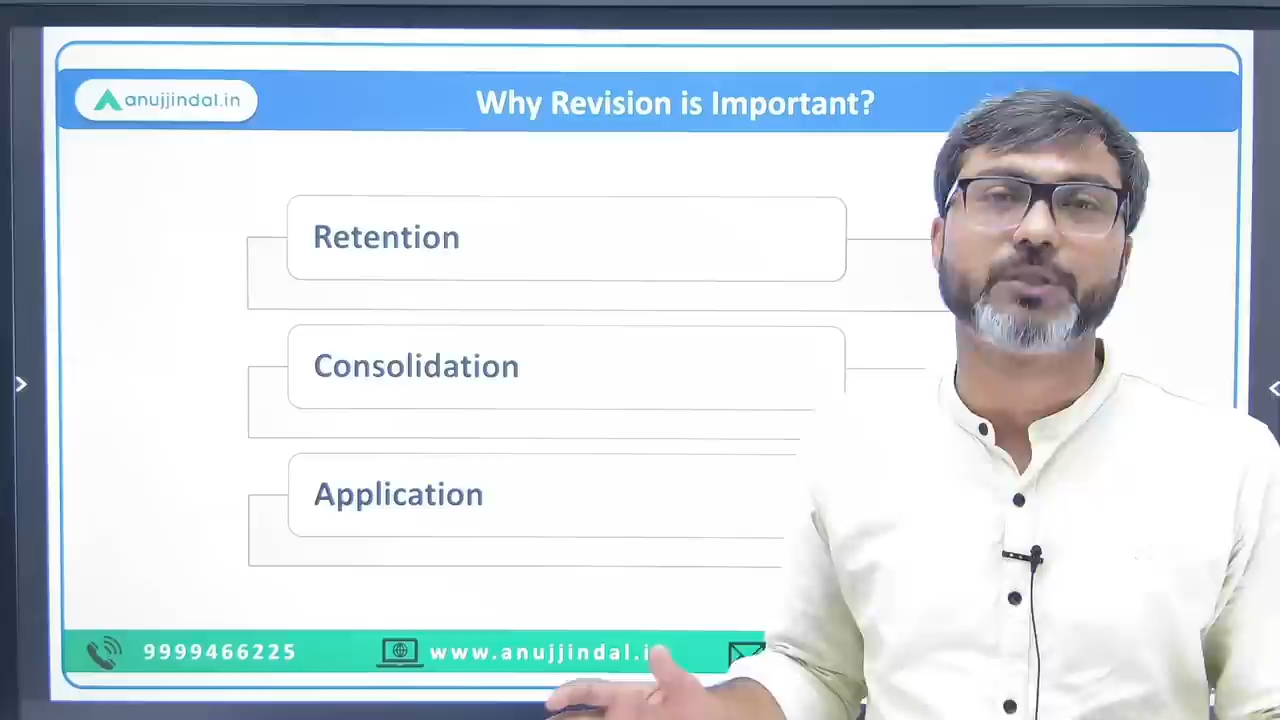 anujjindal.in
Why Revision is Important?
Retention
Consolidation
Application
9999466225
www.anujjindal.i